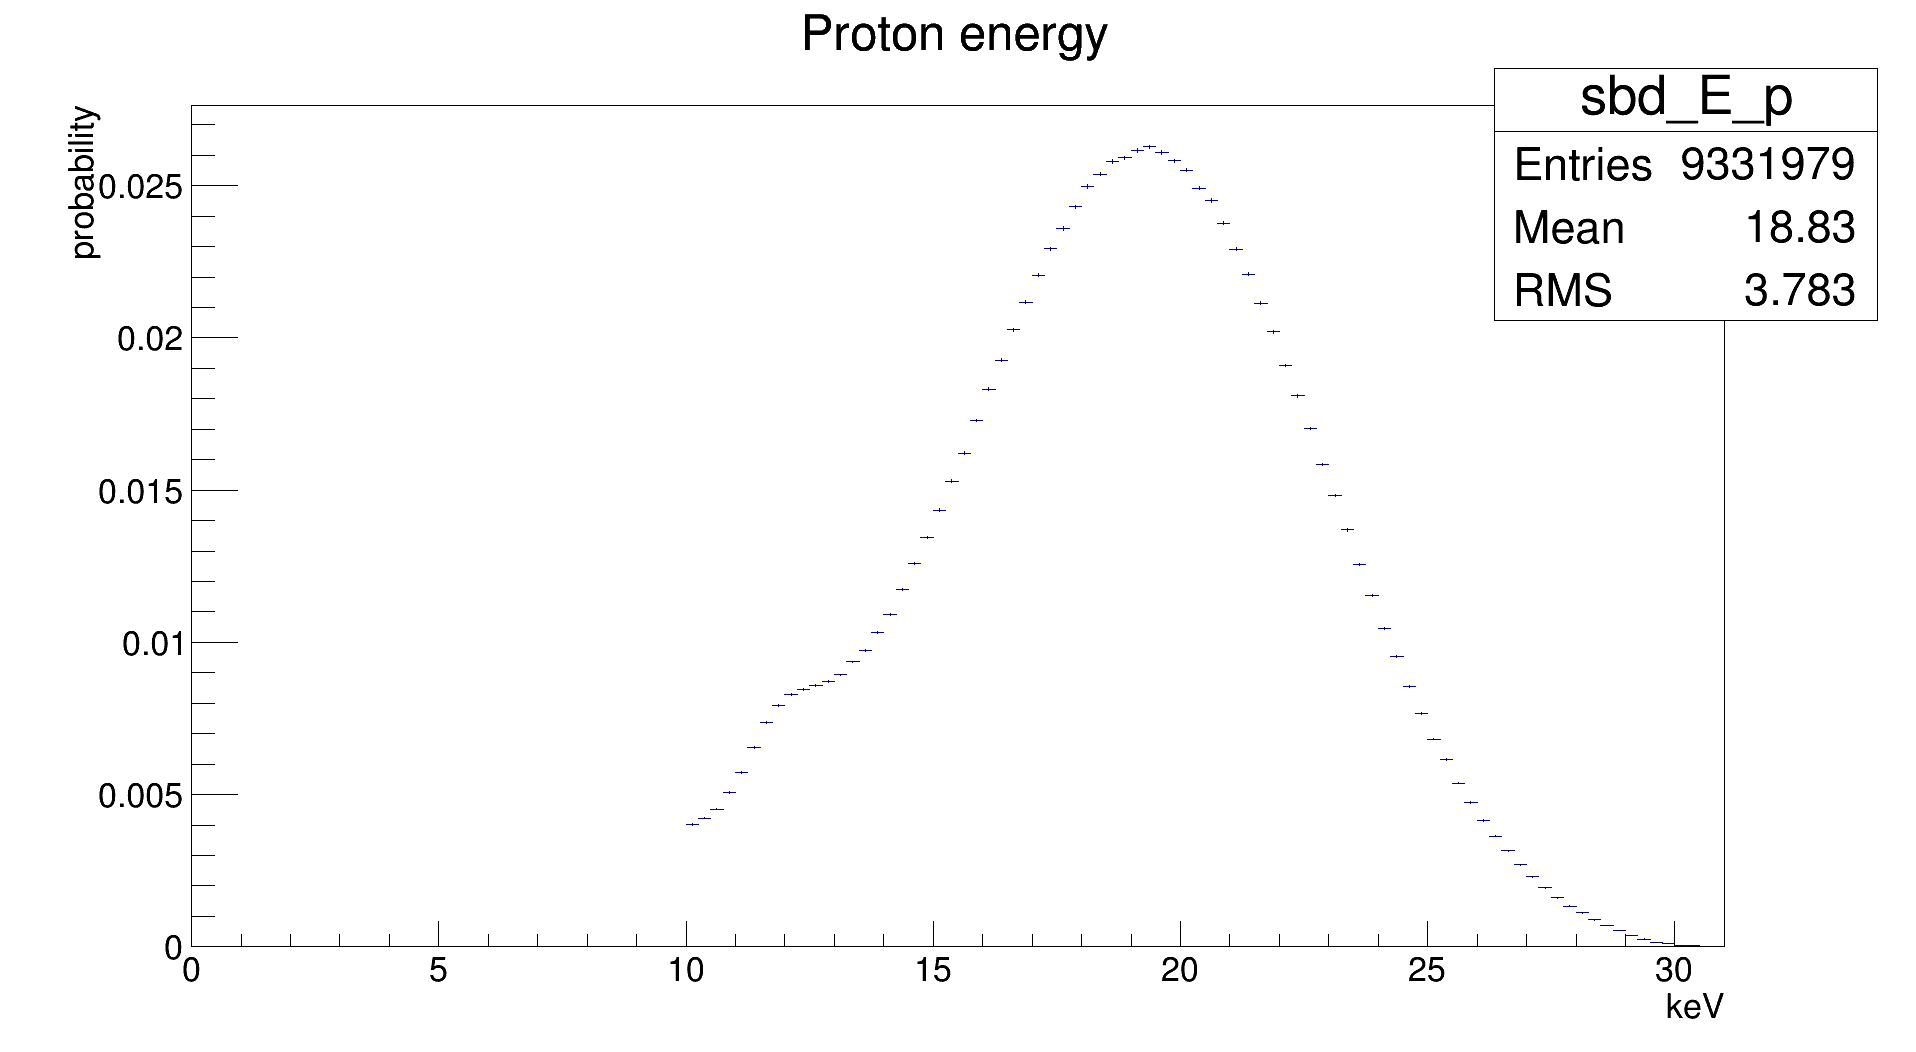 Proton energy
sbd_E_p
Entries 9331979
Mean 18.83
RMS 3.783
probability
0.025
0.02
0.015
0.01
0.005
0
0 5 10 15 20 25 30
keV